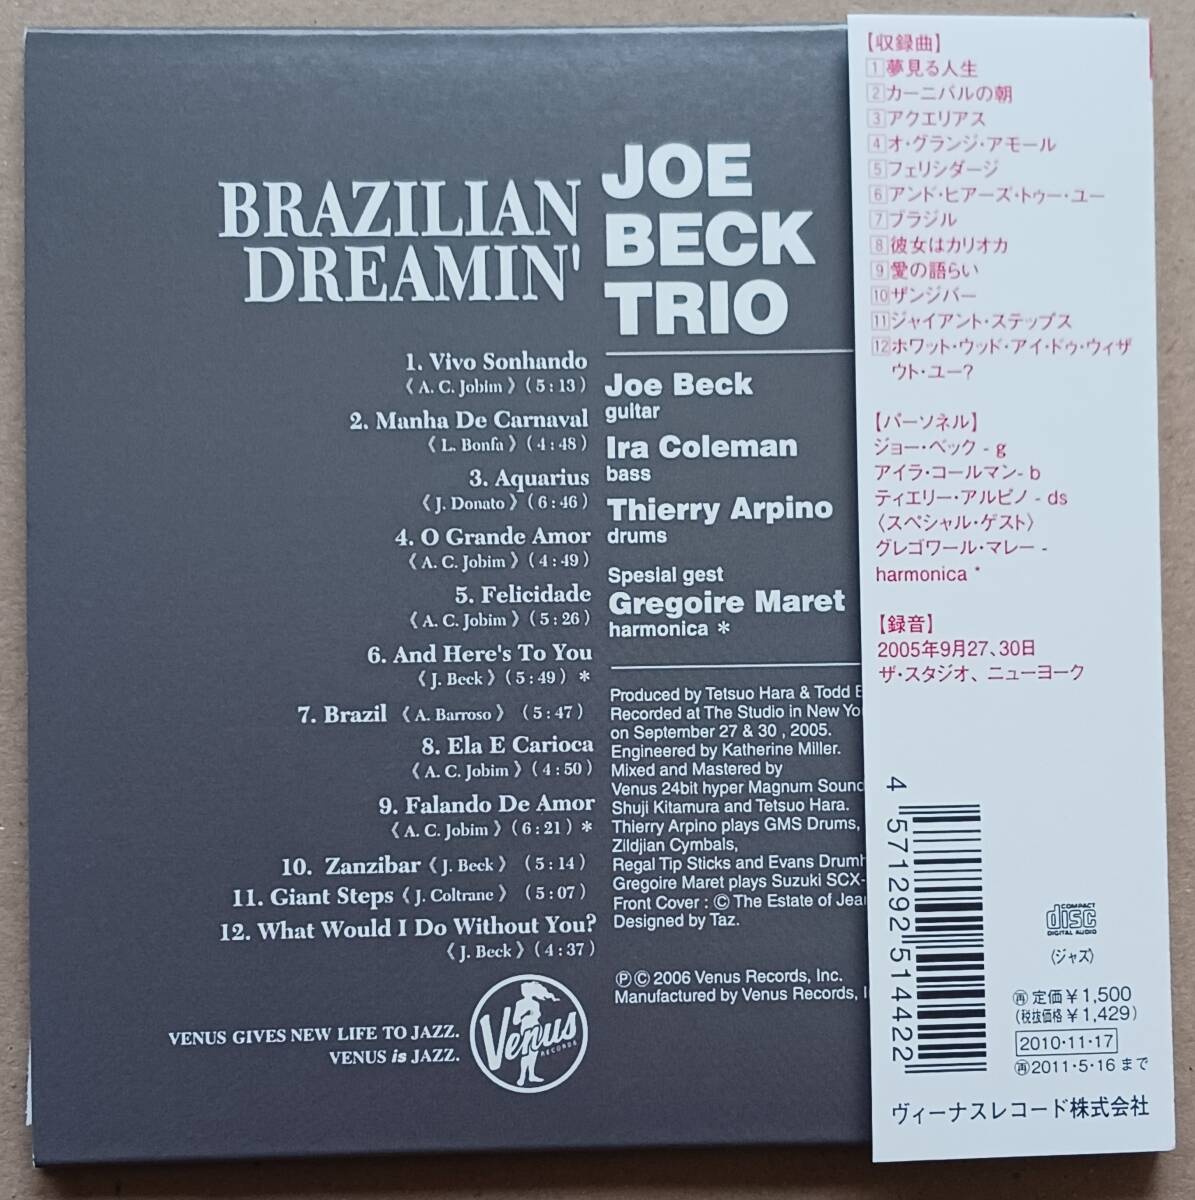 BRAZILIAN
DREAMIN'
1. Vivo Sonhando
《 A. C. Jobim 》 ( 5 : 13 )
2. Manha De Carnaval
《 L. Bonfa 》 ( 4 : 48 )
3. Aquarius
《 J. Donato 》 ( 6 : 46 )
4. O Grande Amor
《 A. C. Jobim 》 ( 4 : 49 )
5. Felicidade
《 A. C. Jobim 》 ( 5 : 26 )
6. And Here's To You
《 J. Beck 》 ( 5 : 49 ) *
7. Brazil 《 A. Barroso 》 ( 5 : 47 )
8. Ela E Carioca
《 A. C. Jobim 》 ( 4 : 50 )
9. Falando De Amor
《 A. C. Jobim 》 ( 6 : 21 ) *
10. Zanzibar 《 J. Beck 》 ( 5 : 14 )
11. Giant Steps 《 J. Coltrane 》 ( 5 : 07 )
12. What Would I Do Without You?
《 J. Beck 》 ( 4 : 37 )
VENUS GIVES NEW LIFE TO JAZZ.
VENUS is JAZZ.
Venus
RECORDS
JOE
BECK
TRIO
Joe Beck
guitar
Ira Coleman
bass
Thierry Arpino
drums
Spesial gest
Gregoire Maret
harmonica *
Produced by Tetsuo Hara & Todd
Recorded at The Studio in New
on September 27 & 30 , 2005.
Engineered by Katherine Miller.
Mixed and Mastered by
Venus 24bit hyper Magnum Sound
Shuji Kitamura and Tetsuo Hara.
Thierry Arpino plays GMS Drums,
Zildjian Cymbals,
Regal Tip Sticks and Evans
Gregoire Maret plays Suzuki SCX-
Front Cover : © The Estate of
Designed by Taz.
℗© 2006 Venus Records, Inc.
Manufactured by Venus Records,
【収録曲】
1 夢見る人生
2 カーニバルの朝
3 アクエリアス
4 オ・グランジ・アモール
5 フェリシダージ
6 アンド・ヒアーズ・トゥー・ユー
7 ブラジル
8 彼女はカリオカ
9 愛の語らい
10 ザンジバー
11 ジャイアント・ステップス
12 ホワット・ウッド・アイ・ドゥ・ウィザ
ウト・ユー?
【パーソネル】
ジョー・ベック - g
アイラ・コールマン- b
ティエリー・アルピノ - ds
〈スペシャル・ゲスト〉
グレゴワール・マレー -
harmonica *
【録音】
2005年9月27、30日
ザ・スタジオ、ニューヨーク
4 571292 514422
COMPACT
disc
DIGITAL AUDIO
〈ジャズ〉
再 定価￥1,500
(税抜価格￥1,429)
2010・11・17
再2011・5・16 まで
ヴィーナスレコード株式会社